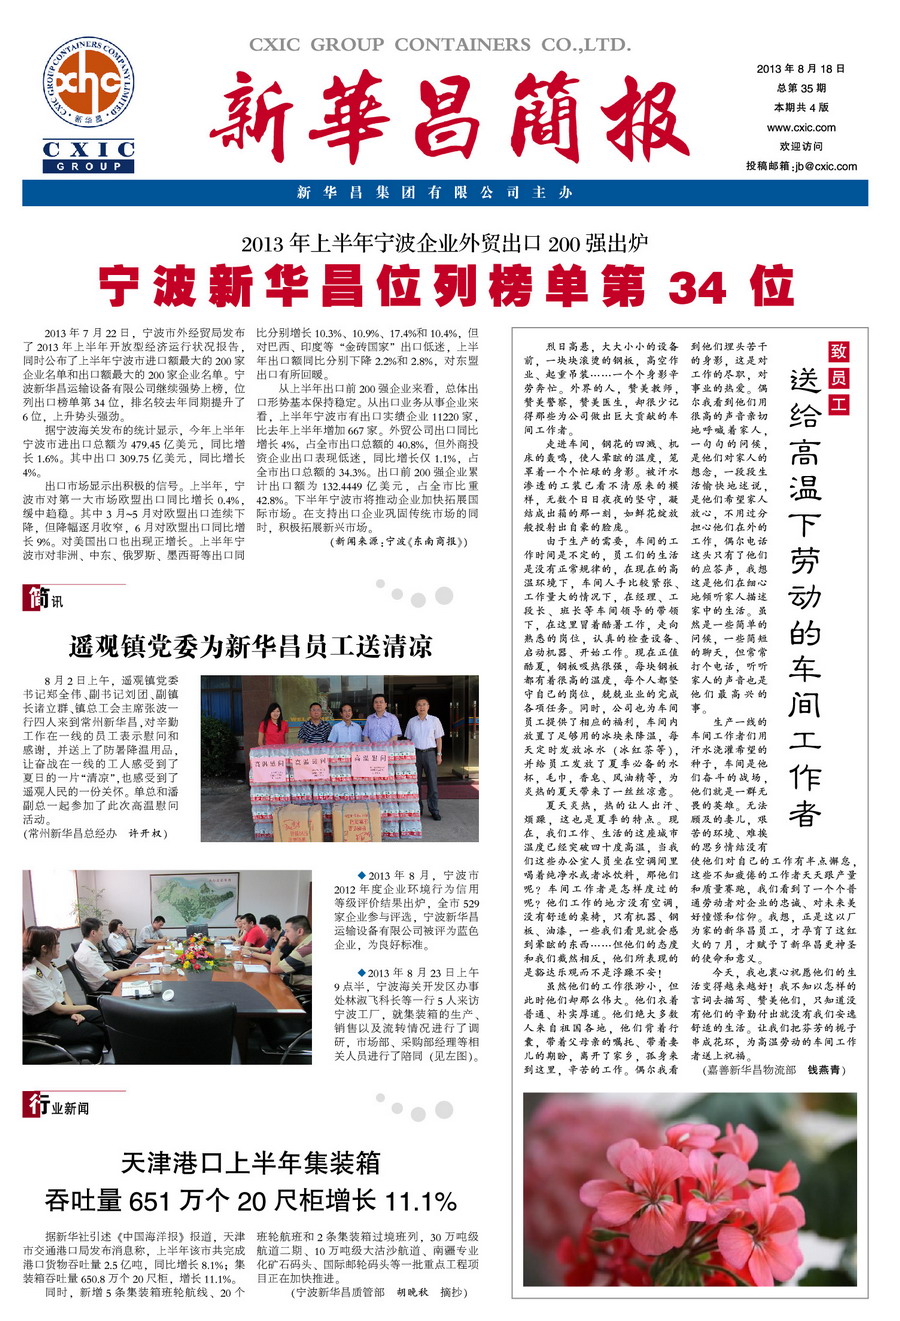 CXIC GROUP CONTAINERS CO.,LTD.
CXIC GROUP CONTAINERS COMPANY LIMITED
xhc
新华昌
CXIC
GROUP
新華昌簡报
2013 年 8 月 18 日
总第 35 期
本期共 4 版
www.cxic.com
欢迎访问
投稿邮箱:jb@cxic.com
新华昌集团有限公司主办
2013 年上半年宁波企业外贸出口 200 强出炉
宁波新华昌位列榜单第 34 位
2013 年 7 月 22 日，宁波市外经贸局发布
了 2013 年上半年开放型经济运行状况报告，
同时公布了上半年宁波市进口额最大的 200 家
企业名单和出口额最大的 200 家企业名单。宁
波新华昌运输设备有限公司继续强势上榜，位
列出口榜单第 34 位，排名较去年同期提升了
6 位，上升势头强劲。
据宁波海关发布的统计显示，今年上半年
宁波市进出口总额为 479.45 亿美元，同比增
长 1.6%。其中出口 309.75 亿美元，同比增长
4%。
出口市场显示出积极的信号。上半年，宁
波市对第一大市场欧盟出口同比增长 0.4%，
缓中趋稳。其中 3 月~5 月对欧盟出口连续下
降，但降幅逐月收窄，6 月对欧盟出口同比增
长 9%。对美国出口也出现正增长。上半年宁
波市对非洲、中东、俄罗斯、墨西哥等出口同
比分别增长 10.3%、10.9%、17.4%和 10.4%，但
对巴西、印度等“金砖国家”出口低迷，上半
年出口额同比分别下降 2.2%和 2.8%，对东盟
出口有所回暖。
从上半年出口前 200 强企业来看，总体出
口形势基本保持稳定。从出口业务从事企业来
看，上半年宁波市有出口实绩企业 11220 家，
比去年上半年增加 667 家。外贸公司出口同比
增长 4%，占全市出口总额的 40.8%，但外商投
资企业出口表现低迷，同比增长仅 1.1%，占
全市出口总额的 34.3%。出口前 200 强企业累
计出口额为 132.4449 亿美元，占全市比重
42.8%。下半年宁波市将推动企业加快拓展国
际市场。在支持出口企业巩固传统市场的同
时，积极拓展新兴市场。
(新闻来源：宁波《东南商报》)
简讯
遥观镇党委为新华昌员工送清凉
8 月 2 日上午，遥观镇党委
书记郑全伟、副书记刘团、副镇
长诸立群、镇总工会主席张波一
行四人来到常州新华昌,对辛勤
工作在一线的员工表示慰问和
感谢，并送上了防暑降温用品，
让奋战在一线的工人感受到了
夏日的一片“清凉”,也感受到了
遥观人民的一份关怀。单总和潘
副总一起参加了此次高温慰问
活动。
(常州新华昌总经办　许开权)
高温慰问
高温慰问
高温慰问
◆2013 年 8 月，宁波市
2012 年度企业环境行为信用
等级评价结果出炉，全市 529
家企业参与评选，宁波新华昌
运输设备有限公司被评为蓝色
企业，为良好标准。
◆2013 年 8 月 23 日上午
9 点半，宁波海关开发区办事
处林淑飞科长等一行 5 人来访
宁波工厂，就集装箱的生产、
销售以及流转情况进行了调
研，市场部、采购部经理等相
关人员进行了陪同（见左图）。
行业新闻
天津港口上半年集装箱
吞吐量 651 万个 20 尺柜增长 11.1%
据新华社引述《中国海洋报》报道，天津
市交通港口局发布消息称，上半年该市共完成
港口货物吞吐量 2.5 亿吨，同比增长 8.1%；集
装箱吞吐量 650.8 万个 20 尺柜，增长 11.1%。
同时，新增 5 条集装箱班轮航线、20 个
班轮航班和 2 条集装箱过境班列，30 万吨级
航道二期、10 万吨级大沽沙航道、南疆专业
化矿石码头、国际邮轮码头等一批重点工程项
目正在加快推进。
(宁波新华昌质管部　胡晚秋　摘抄)
致员工
送给高温下劳动的车间工作者
烈日高悬，大大小小的设备
前，一块块滚烫的钢板，高空作
业、起重吊装……一个个身影辛
劳奔忙。外界的人，赞美教师，
赞美警察，赞美医生，却很少记
得那些为公司做出巨大贡献的车
间工作者。
走进车间，钢花的四溅、机
床的轰鸣，使人晕眩的温度，笼
罩着一个个忙碌的身影。被汗水
渗透的工装已看不清原来的模
样，无数个日日夜夜的坚守，凝
结成出箱的那一刻，如鲜花绽放
般投射出自豪的脸庞。
由于生产的需要，车间的工
作时间是不定的，员工们的生活
是没有正常规律的，在现在的高
温环境下，车间人手比较紧张、
工作量大的情况下，在经理、工
段长、班长等车间领导的带领
下，在这里冒着酷暑工作，走向
熟悉的岗位，认真的检查设备、
启动机器、开始工作。现在正值
酷夏，钢板吸热很强，每块钢板
都有着很高的温度，每个人都坚
守自己的岗位，兢兢业业的完成
各项任务。同时，公司也为车间
员工提供了相应的福利，车间内
放置了足够用的冰块来降温，每
天定时发放冰水（冰红茶等），
并给员工发放了夏季必备的水
杯，毛巾，香皂、风油精等，为
炎热的夏天带来了一丝丝凉意。
夏天炎热，热的让人出汗、
烦躁，这也是夏季的特点。现
在，我们工作、生活的这座城市
温度已经突破四十度高温，当我
们这些办公室人员坐在空调间里
喝着纯净水或者冰饮料，那他们
呢？车间工作者是怎样度过的
呢？他们工作的地方没有空调，
没有舒适的桌椅，只有机器、钢
板、油漆，一些我们看见就会感
到晕眩的东西……但他们的态度
和我们截然相反，他们所表现的
是豁达乐观而不是浮躁不安！
虽然他们的工作很渺小，但
此时他们却那么伟大。他们衣着
普通、朴实厚道。他们绝大多数
人来自祖国各地，他们背着行
囊，带着父母亲的嘱托、带着妻
儿的期盼，离开了家乡，孤身来
到这里，辛苦的工作。偶尔我看
到他们埋头苦干
的身影，这是对
工作的尽职，对
事业的热爱。偶
尔我看到他们用
很高的声音亲切
地呼喊着家人，
一句句的问候，
是他们对家人的
想念，一段段生
活愉快地述说，
是他们希望家人
放心，不用过分
担心他们在外的
工作，偶尔电话
这头只有了他们
的应答声，我想
这是他们在细心
地倾听家人描述
家中的生活。虽
然是一些简单的
问候，一些简短
的聊天，但常常
打个电话，听听
家人的声音也是
他们最高兴的
事。
生产一线的
车间工作者们用
汗水浇灌希望的
种子，车间是他
们奋斗的战场，
他们就是一群无
畏的英雄。无法
顾及的妻儿，艰
苦的环境、难挨
的思乡情结没有
使他们对自己的工作有半点懈怠，
这些不知疲倦的工作者天天跟产量
和质量赛跑，我们看到了一个个普
通劳动者对企业的忠诚、对未来美
好憧憬和信仰。我想，正是这以厂
为家的新华昌员工，才孕育了这红
火的 7 月，才赋予了新华昌更神圣
的使命和意义。
今天，我也衷心祝愿他们的生
活变得越来越好！我不知以怎样的
言词去描写、赞美他们，只知道没
有他们的辛勤付出就没有我们安逸
舒适的生活。让我们把芬芳的栀子
串成花环，为高温劳动的车间工作
者送上祝福。
(嘉善新华昌物流部　钱燕青)